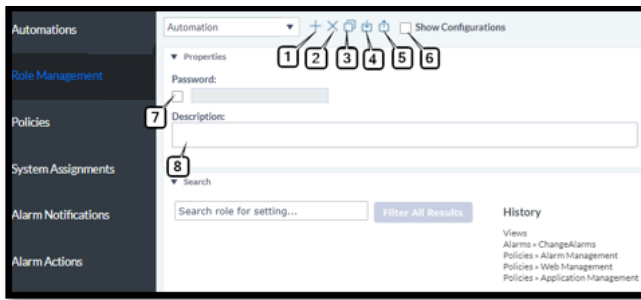 Automations
Role Management
Policies
System Assignments
Alarm Notifications
Alarm Actions
Automation
Show Configurations
1
2
3
4
5
6
Properties
Password:
7
Description:
8
Search
Search role for setting...
Filter All Results
History
Views
Alarms » ChangeAlarms
Policies » Alarm Management
Policies » Web Management
Policies » Application Management